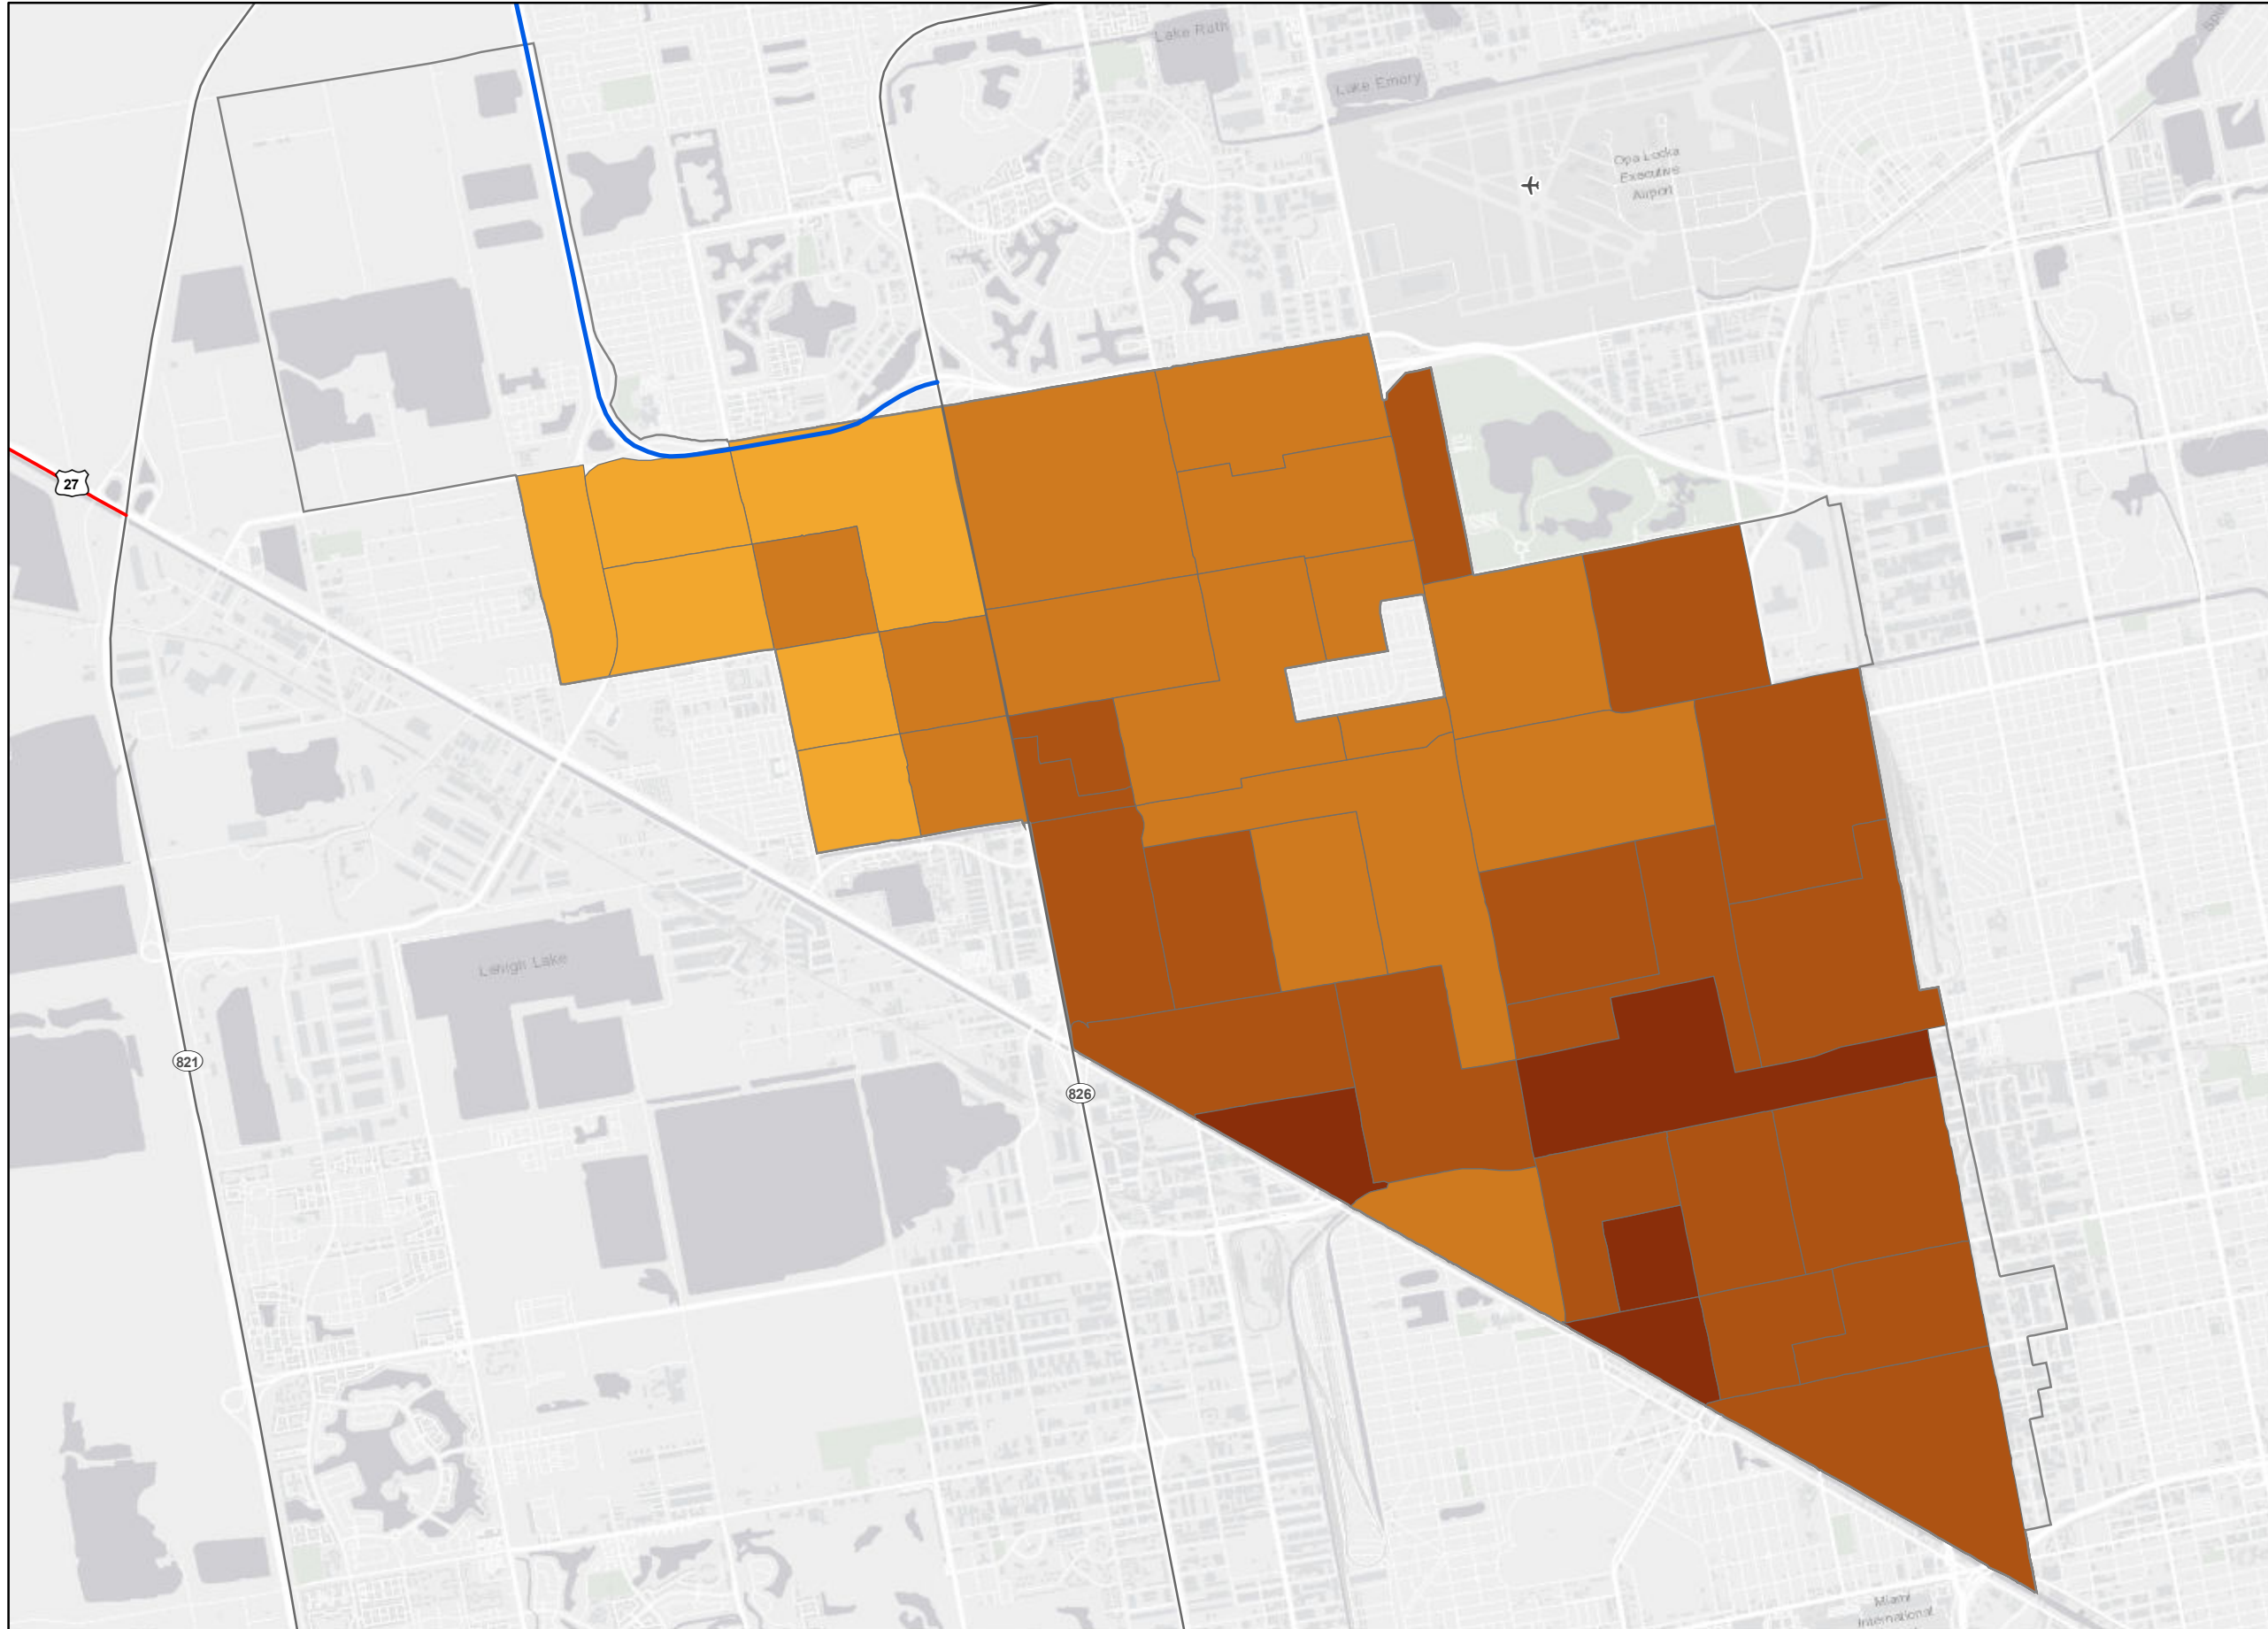 Lake Ruth
Lake Emory
Opa Locka
Executive
Airport
27
Lehigh Lake
821
826
Miami
International